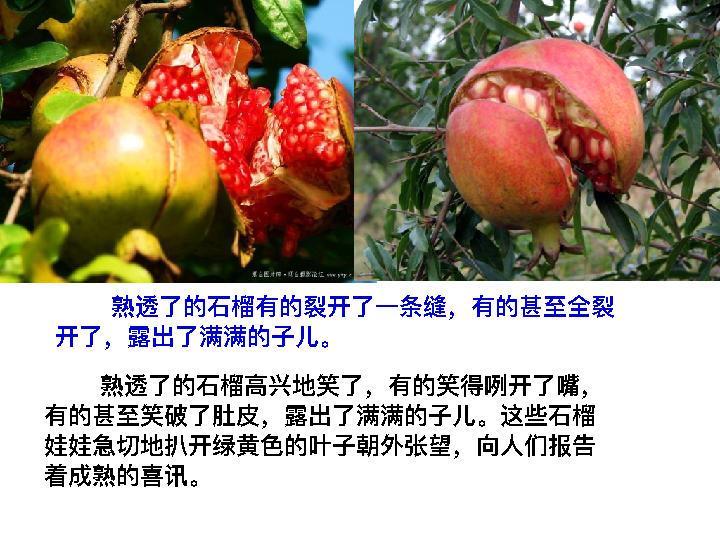 熟透了的石榴有的裂开了一条缝，有的甚至全裂
开了，露出了满满的子儿。
熟透了的石榴高兴地笑了，有的笑得咧开了嘴，
有的甚至笑破了肚皮，露出了满满的子儿。这些石榴
娃娃急切地扒开绿黄色的叶子朝外张望，向人们报告
着成熟的喜讯。